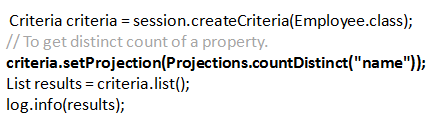 Criteria criteria = session.createCriteria(Employee.class);
// To get distinct count of a property.
criteria.setProjection(Projections.countDistinct("name"));
List results = criteria.list();
log.info(results);